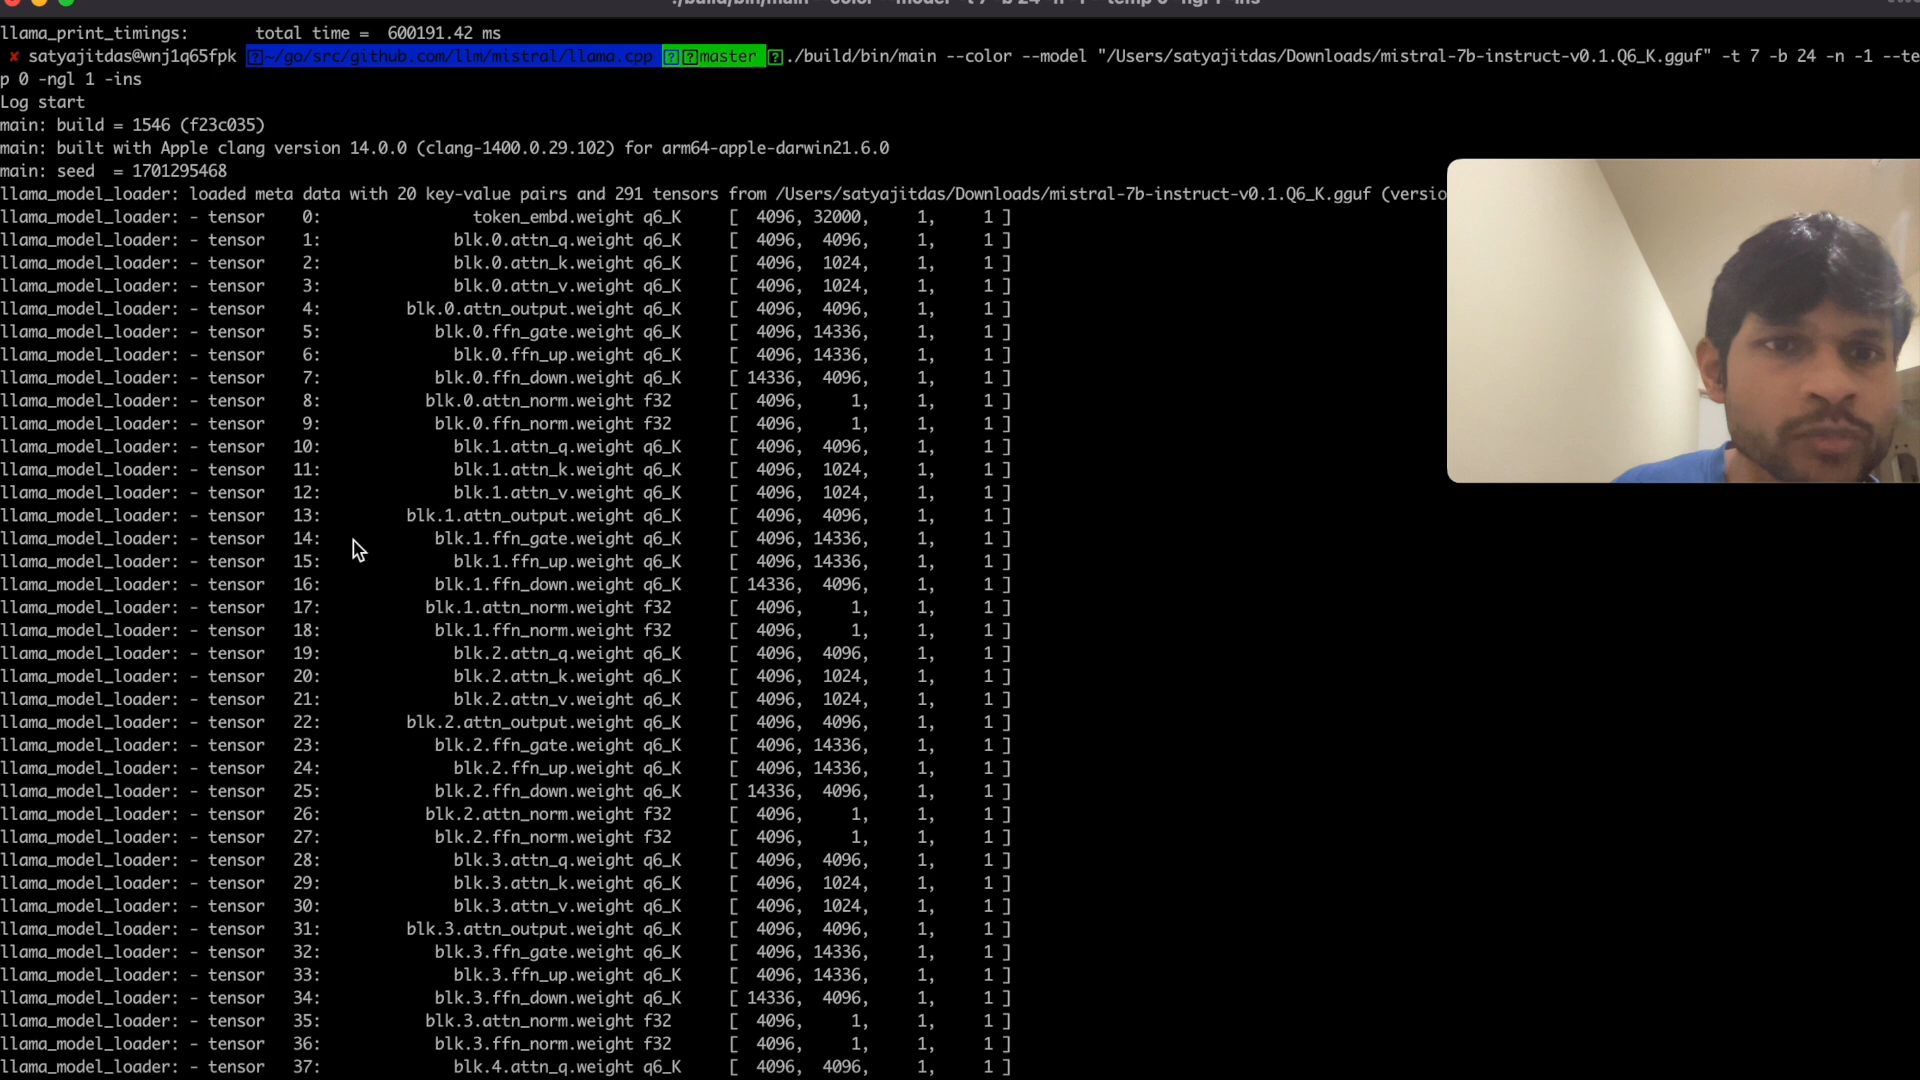 llama_print_timings:       total time =  600191.42 ms
✘ satyajitdas@wnj1q65fpk ~/go/src/github.com/llm/mistral/llama.cpp master ./build/bin/main --color --model "/Users/satyajitdas/Downloads/mistral-7b-instruct-v0.1.Q6_K.gguf" -t 7 -b 24 -n -1 --te
p 0 -ngl 1 -ins
Log start
main: build = 1546 (f23c035)
main: built with Apple clang version 14.0.0 (clang-1400.0.29.102) for arm64-apple-darwin21.6.0
main: seed  = 1701295468
llama_model_loader: loaded meta data with 20 key-value pairs and 291 tensors from /Users/satyajitdas/Downloads/mistral-7b-instruct-v0.1.Q6_K.gguf (versio
llama_model_loader: - tensor    0: token_embd.weight q6_K [ 4096, 32000, 1, 1 ]
llama_model_loader: - tensor    1: blk.0.attn_q.weight q6_K [ 4096, 4096, 1, 1 ]
llama_model_loader: - tensor    2: blk.0.attn_k.weight q6_K [ 4096, 1024, 1, 1 ]
llama_model_loader: - tensor    3: blk.0.attn_v.weight q6_K [ 4096, 1024, 1, 1 ]
llama_model_loader: - tensor    4: blk.0.attn_output.weight q6_K [ 4096, 4096, 1, 1 ]
llama_model_loader: - tensor    5: blk.0.ffn_gate.weight q6_K [ 4096, 14336, 1, 1 ]
llama_model_loader: - tensor    6: blk.0.ffn_up.weight q6_K [ 4096, 14336, 1, 1 ]
llama_model_loader: - tensor    7: blk.0.ffn_down.weight q6_K [ 14336, 4096, 1, 1 ]
llama_model_loader: - tensor    8: blk.0.attn_norm.weight f32 [ 4096, 1, 1, 1 ]
llama_model_loader: - tensor    9: blk.0.ffn_norm.weight f32 [ 4096, 1, 1, 1 ]
llama_model_loader: - tensor   10: blk.1.attn_q.weight q6_K [ 4096, 4096, 1, 1 ]
llama_model_loader: - tensor   11: blk.1.attn_k.weight q6_K [ 4096, 1024, 1, 1 ]
llama_model_loader: - tensor   12: blk.1.attn_v.weight q6_K [ 4096, 1024, 1, 1 ]
llama_model_loader: - tensor   13: blk.1.attn_output.weight q6_K [ 4096, 4096, 1, 1 ]
llama_model_loader: - tensor   14: blk.1.ffn_gate.weight q6_K [ 4096, 14336, 1, 1 ]
llama_model_loader: - tensor   15: blk.1.ffn_up.weight q6_K [ 4096, 14336, 1, 1 ]
llama_model_loader: - tensor   16: blk.1.ffn_down.weight q6_K [ 14336, 4096, 1, 1 ]
llama_model_loader: - tensor   17: blk.1.attn_norm.weight f32 [ 4096, 1, 1, 1 ]
llama_model_loader: - tensor   18: blk.1.ffn_norm.weight f32 [ 4096, 1, 1, 1 ]
llama_model_loader: - tensor   19: blk.2.attn_q.weight q6_K [ 4096, 4096, 1, 1 ]
llama_model_loader: - tensor   20: blk.2.attn_k.weight q6_K [ 4096, 1024, 1, 1 ]
llama_model_loader: - tensor   21: blk.2.attn_v.weight q6_K [ 4096, 1024, 1, 1 ]
llama_model_loader: - tensor   22: blk.2.attn_output.weight q6_K [ 4096, 4096, 1, 1 ]
llama_model_loader: - tensor   23: blk.2.ffn_gate.weight q6_K [ 4096, 14336, 1, 1 ]
llama_model_loader: - tensor   24: blk.2.ffn_up.weight q6_K [ 4096, 14336, 1, 1 ]
llama_model_loader: - tensor   25: blk.2.ffn_down.weight q6_K [ 14336, 4096, 1, 1 ]
llama_model_loader: - tensor   26: blk.2.attn_norm.weight f32 [ 4096, 1, 1, 1 ]
llama_model_loader: - tensor   27: blk.2.ffn_norm.weight f32 [ 4096, 1, 1, 1 ]
llama_model_loader: - tensor   28: blk.3.attn_q.weight q6_K [ 4096, 4096, 1, 1 ]
llama_model_loader: - tensor   29: blk.3.attn_k.weight q6_K [ 4096, 1024, 1, 1 ]
llama_model_loader: - tensor   30: blk.3.attn_v.weight q6_K [ 4096, 1024, 1, 1 ]
llama_model_loader: - tensor   31: blk.3.attn_output.weight q6_K [ 4096, 4096, 1, 1 ]
llama_model_loader: - tensor   32: blk.3.ffn_gate.weight q6_K [ 4096, 14336, 1, 1 ]
llama_model_loader: - tensor   33: blk.3.ffn_up.weight q6_K [ 4096, 14336, 1, 1 ]
llama_model_loader: - tensor   34: blk.3.ffn_down.weight q6_K [ 14336, 4096, 1, 1 ]
llama_model_loader: - tensor   35: blk.3.attn_norm.weight f32 [ 4096, 1, 1, 1 ]
llama_model_loader: - tensor   36: blk.3.ffn_norm.weight f32 [ 4096, 1, 1, 1 ]
llama_model_loader: - tensor   37: blk.4.attn_q.weight q6_K [ 4096, 4096, 1, 1 ]